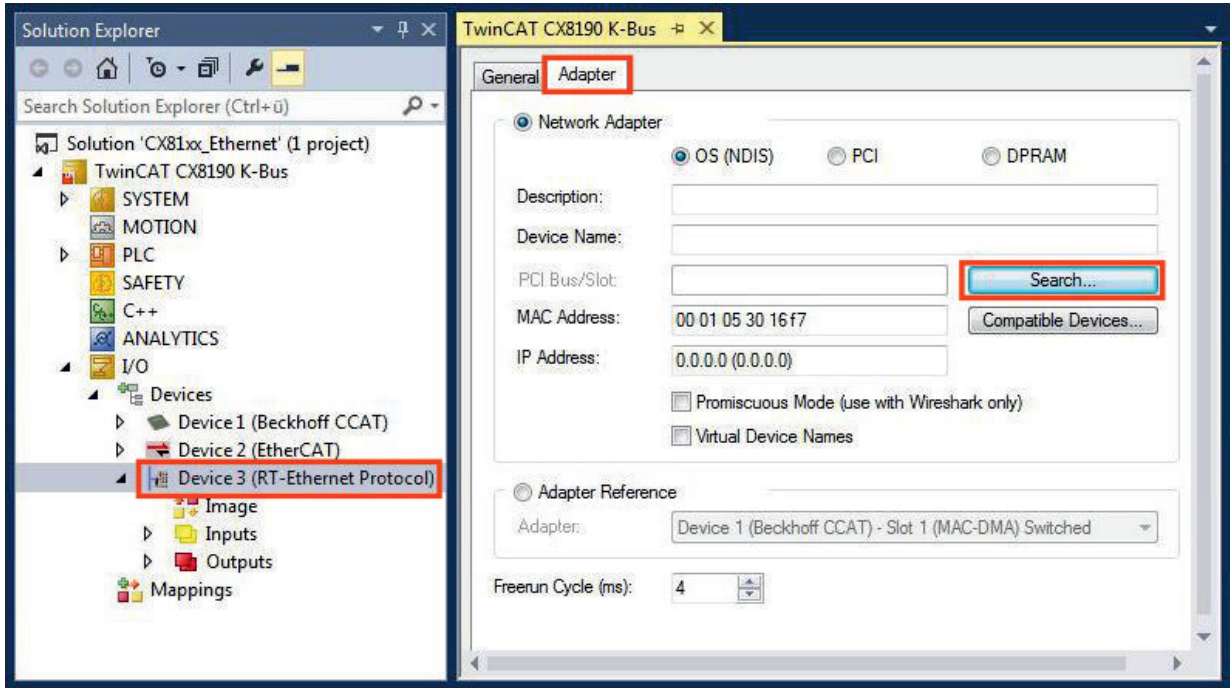 Solution Explorer
Search Solution Explorer (Ctrl+ü)
Solution 'CX81xx_Ethernet' (1 project)
TwinCAT CX8190 K-Bus
SYSTEM
MOTION
PLC
SAFETY
C++
ANALYTICS
I/O
Devices
Device 1 (Beckhoff CCAT)
Device 2 (EtherCAT)
Device 3 (RT-Ethernet Protocol)
Image
Inputs
Outputs
Mappings
TwinCAT CX8190 K-Bus
General Adapter
Network Adapter
OS (NDIS) PCI DPRAM
Description:
Device Name:
PCI Bus/Slot: Search...
MAC Address: 00 01 05 30 16 f7 Compatible Devices...
IP Address: 0.0.0.0 (0.0.0.0)
Promiscuous Mode (use with Wireshark only)
Virtual Device Names
Adapter Reference
Adapter: Device 1 (Beckhoff CCAT) - Slot 1 (MAC-DMA) Switched
Freerun Cycle (ms): 4